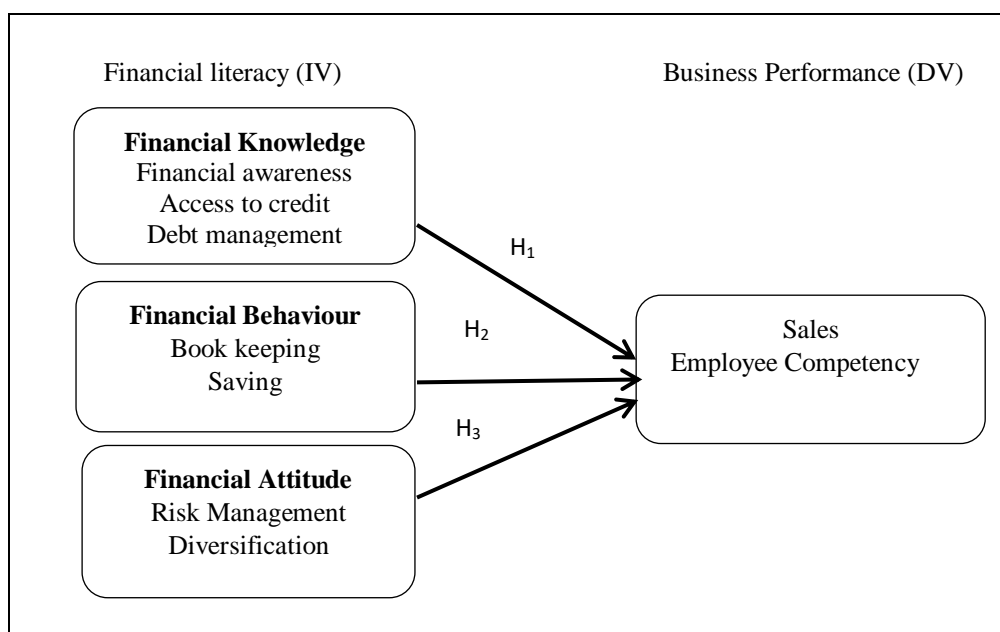 Financial literacy (IV)
Business Performance (DV)
Financial Knowledge
Financial awareness
Access to credit
Debt management
H₁
Financial Behaviour
Book keeping
Saving
H₂
Sales
Employee Competency
H₃
Financial Attitude
Risk Management
Diversification